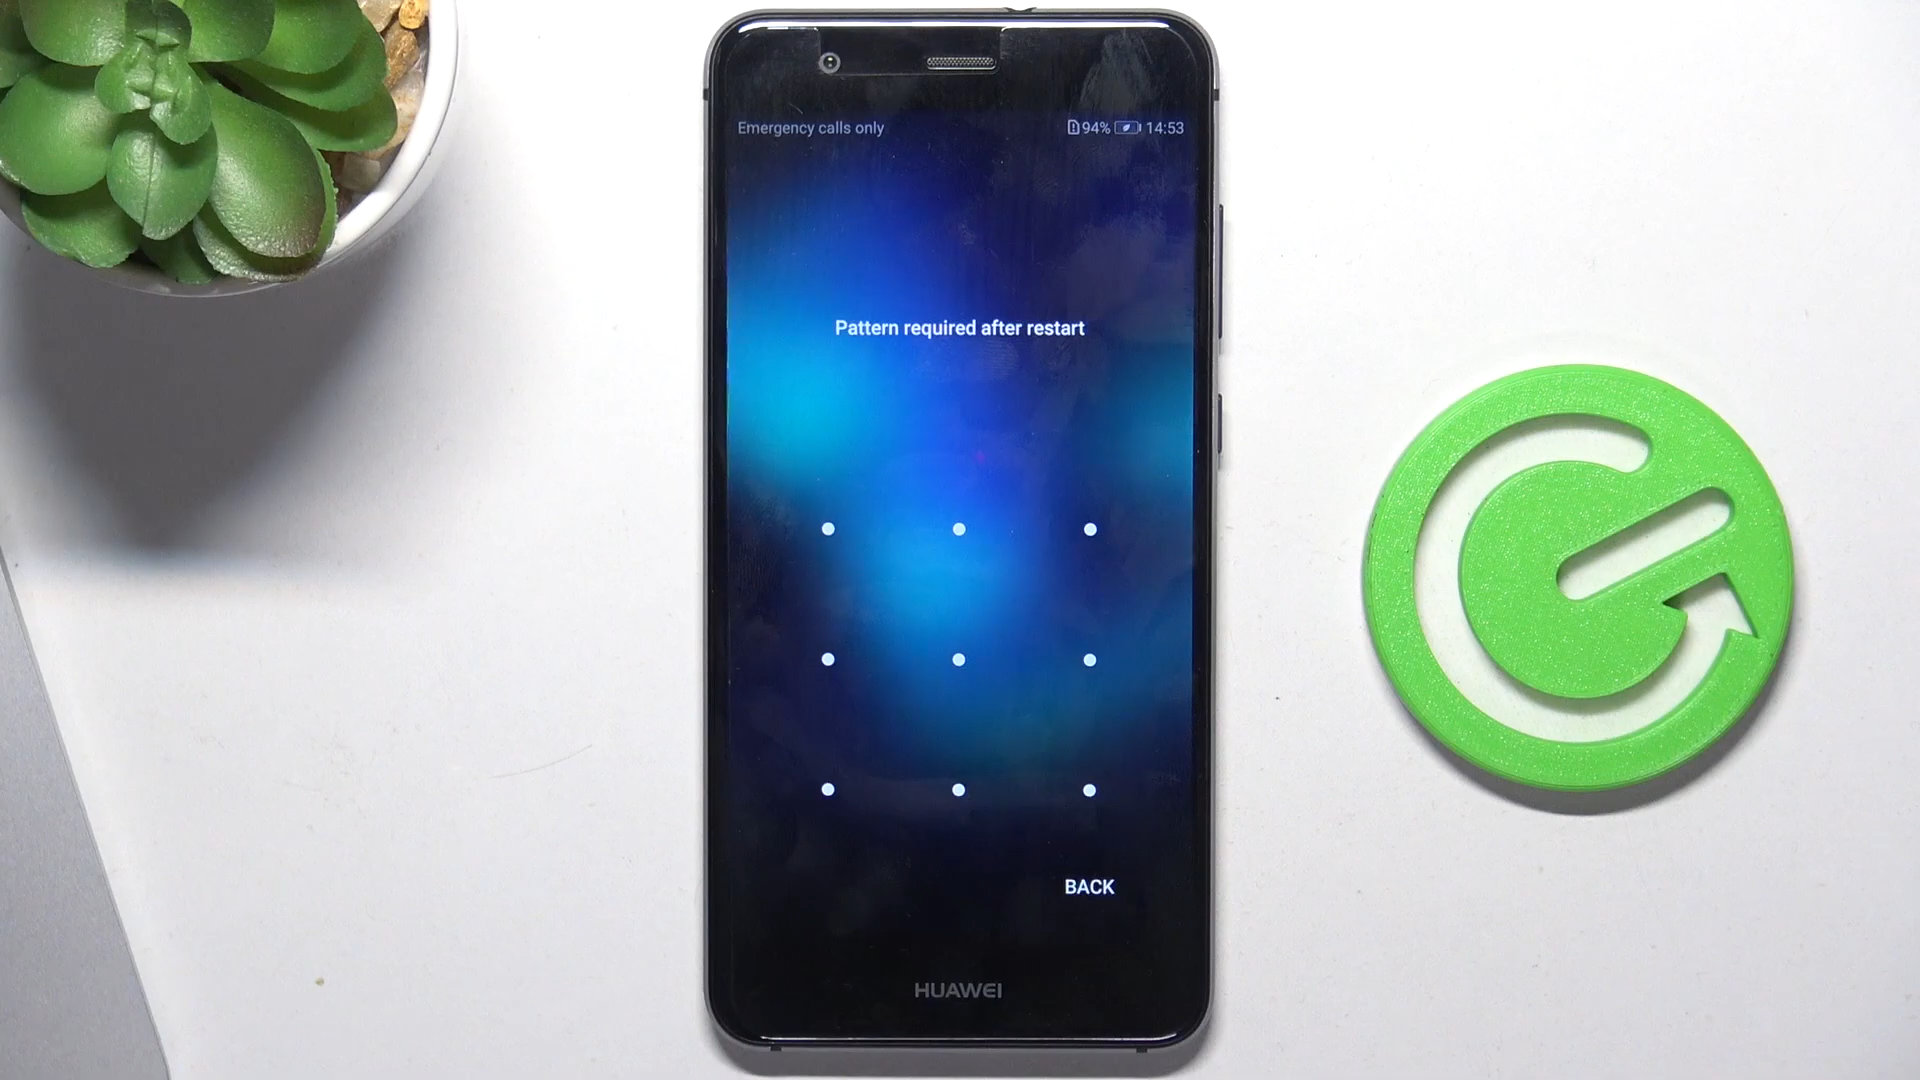 Emergency calls only
94% 14:53
Pattern required after restart
BACK
HUAWEI